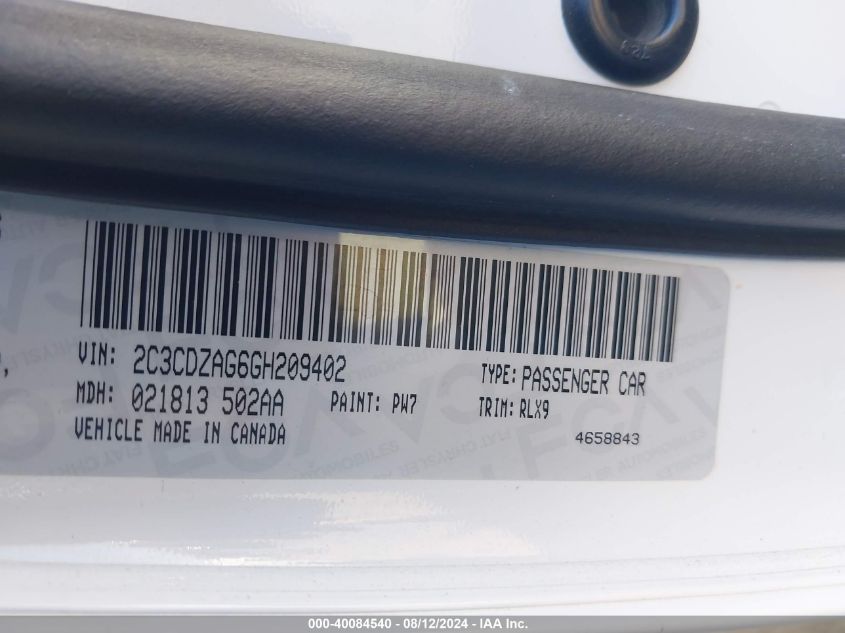 VIN: 2C3CDZAG6GH209402 TYPE: PASSENGER CAR
MDH: 021813 502AA PAINT: PW7 TRIM: RLX9
VEHICLE MADE IN CANADA 4658843
000-40084540 - 08/12/2024 - IAA Inc.